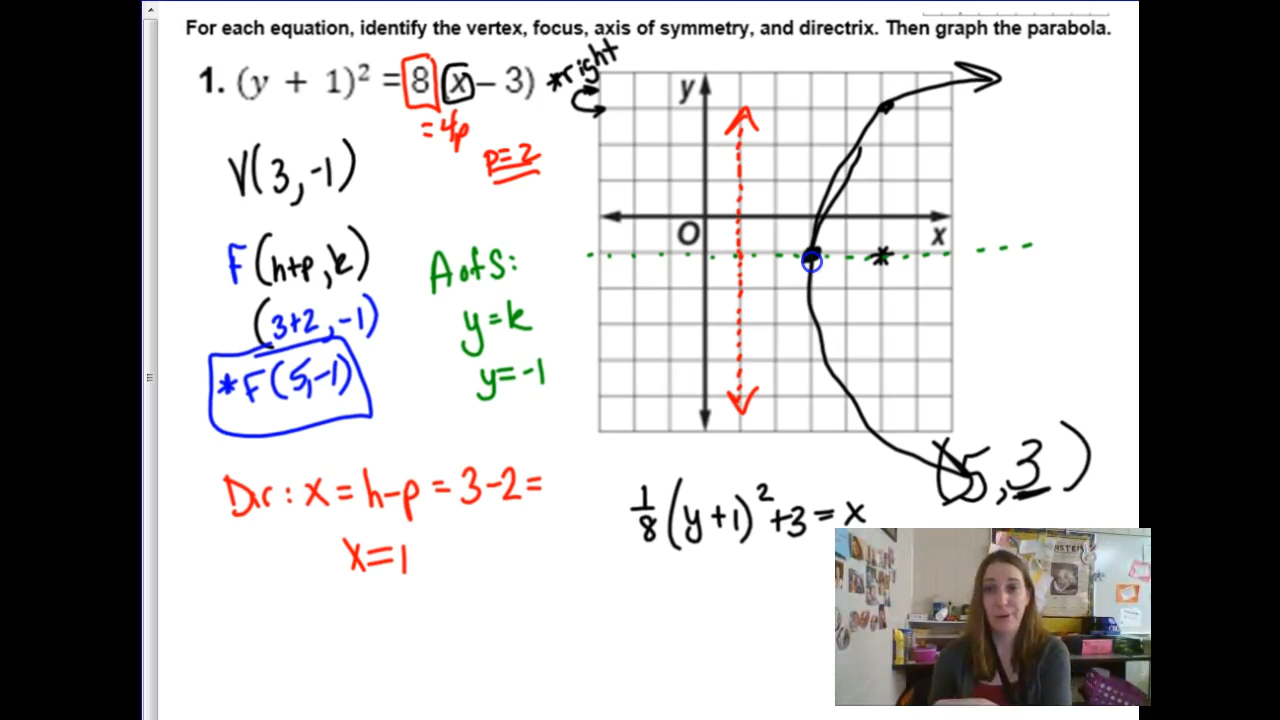 For each equation, identify the vertex, focus, axis of symmetry, and directrix. Then graph the parabola.
1. (y + 1)² = 8(x − 3) *right
= 4p
p=2
V(3,-1)
F(h+p, k)
(3+2, -1)
*F(5,-1)
A of S:
y=k
y=-1
Dir: x = h-p = 3-2=
x=1
y
O
x
(5,3)
1/8(y+1)²+3=x